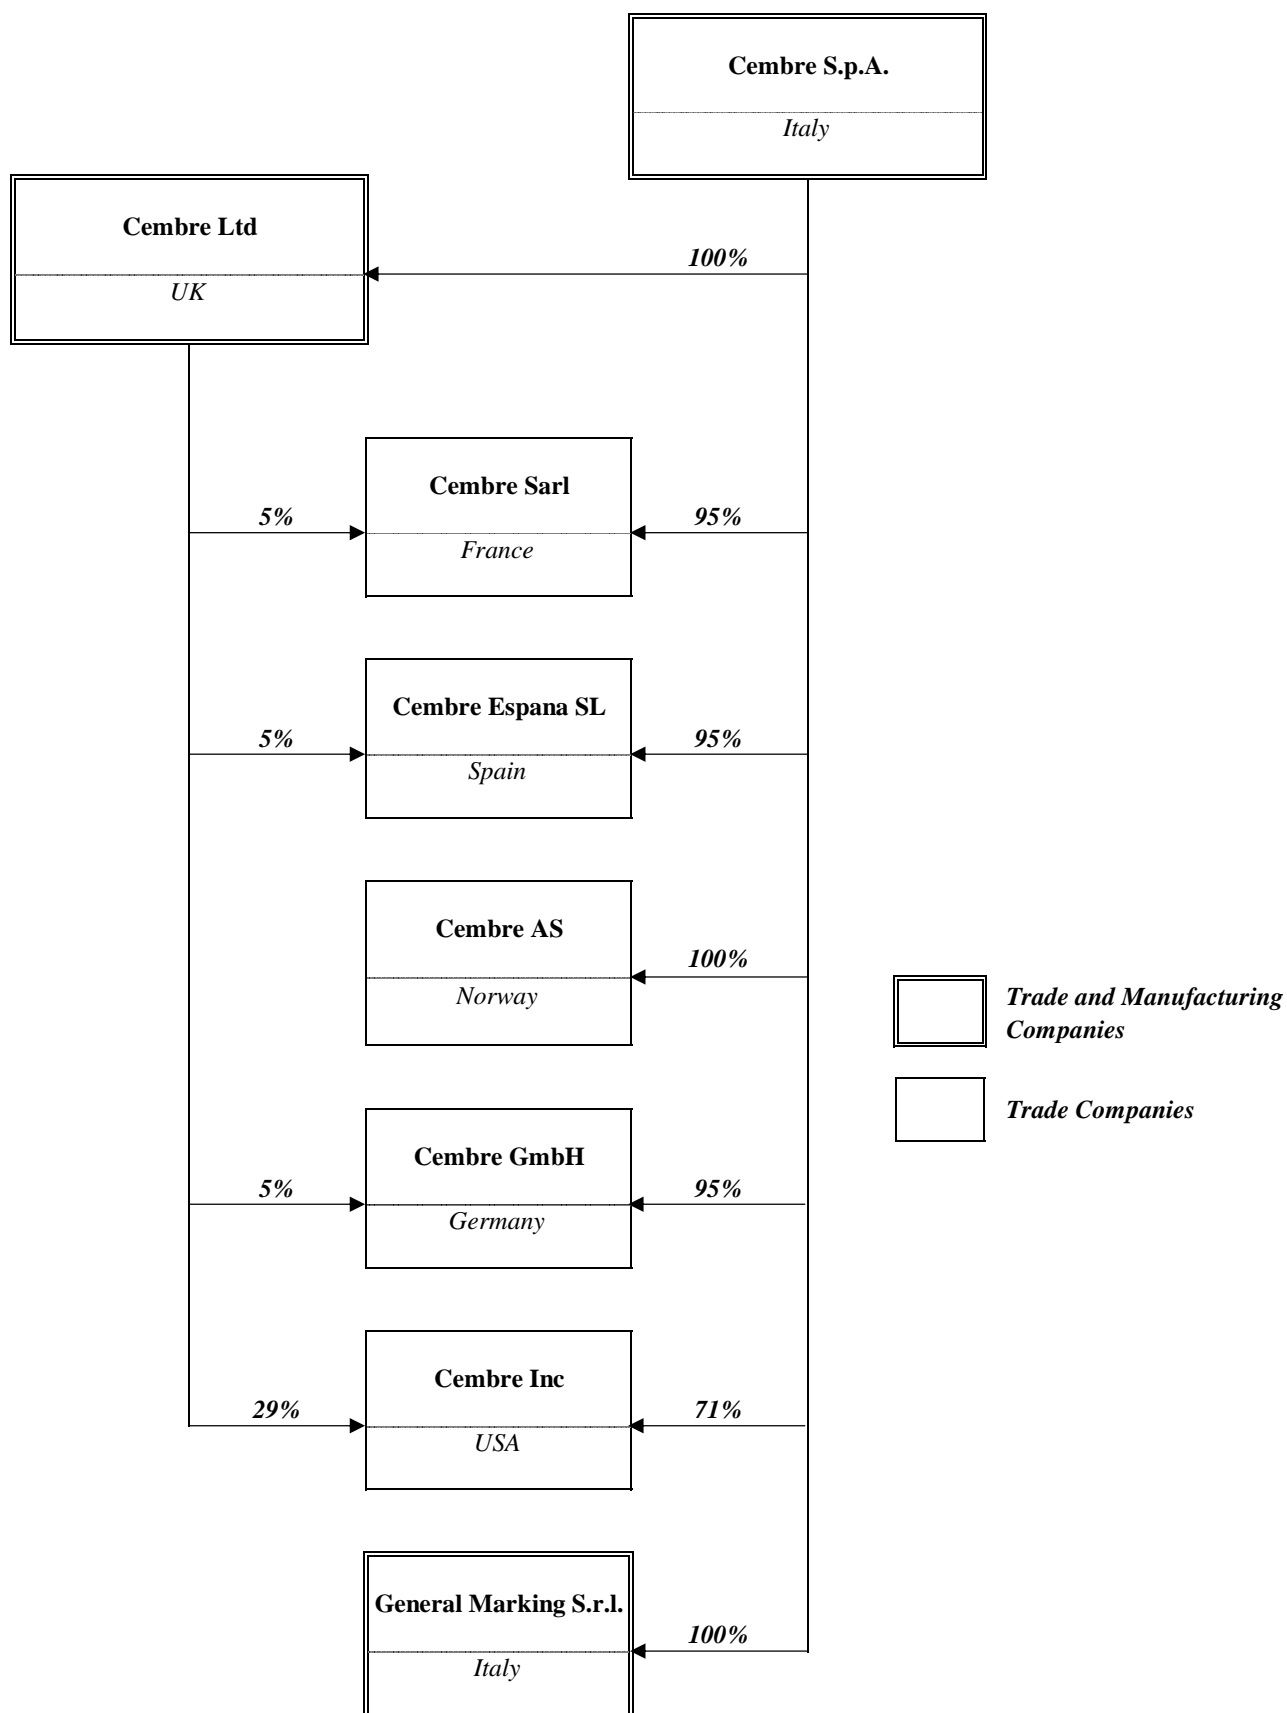 Cembre S.p.A.
Italy
Cembre Ltd
UK
100%
Cembre Sarl
France
5%
95%
Cembre Espana SL
Spain
5%
95%
Cembre AS
Norway
100%
Trade and Manufacturing
Companies
Trade Companies
Cembre GmbH
Germany
5%
95%
Cembre Inc
USA
29%
71%
General Marking S.r.l.
Italy
100%